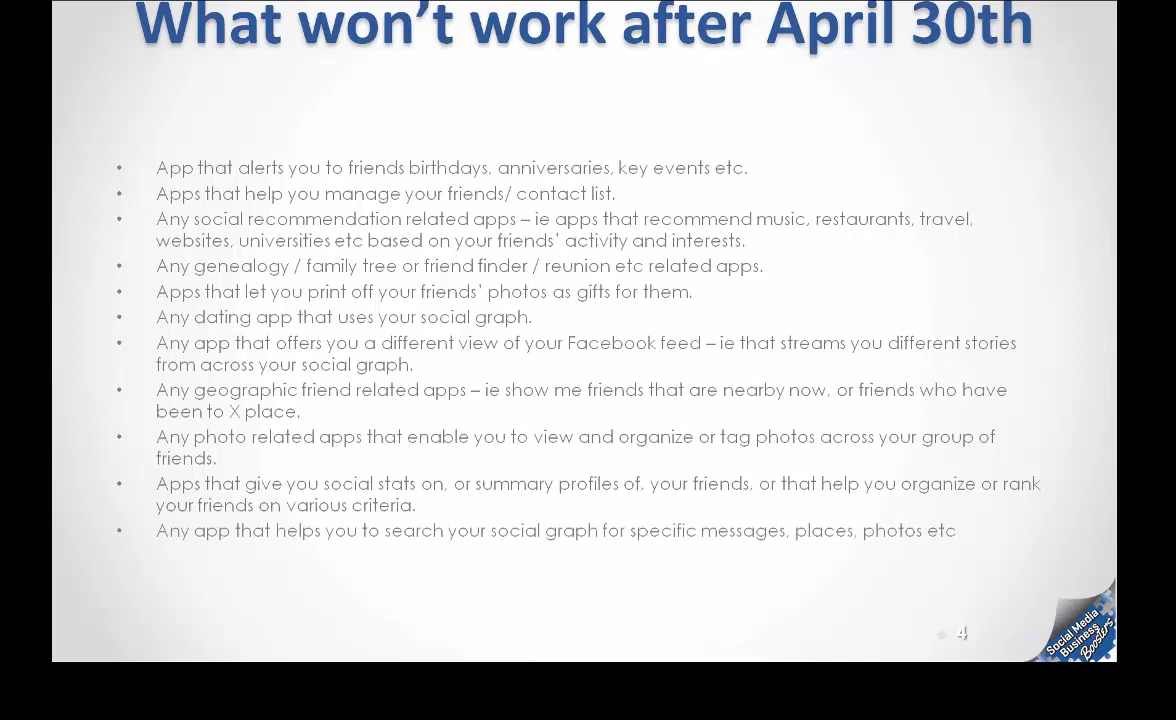 What won’t work after April 30th
• App that alerts you to friends birthdays, anniversaries, key events etc.
• Apps that help you manage your friends/ contact list.
• Any social recommendation related apps – ie apps that recommend music, restaurants, travel,
websites, universities etc based on your friends’ activity and interests.
• Any genealogy / family tree or friend finder / reunion etc related apps.
• Apps that let you print off your friends’ photos as gifts for them.
• Any dating app that uses your social graph.
• Any app that offers you a different view of your Facebook feed – ie that streams you different stories
from across your social graph.
• Any geographic friend related apps – ie show me friends that are nearby now, or friends who have
been to X place.
• Any photo related apps that enable you to view and organize or tag photos across your group of
friends.
• Apps that give you social stats on, or summary profiles of, your friends, or that help you organize or rank
your friends on various criteria.
• Any app that helps you to search your social graph for specific messages, places, photos etc
4
Social Media
Business
Boosters